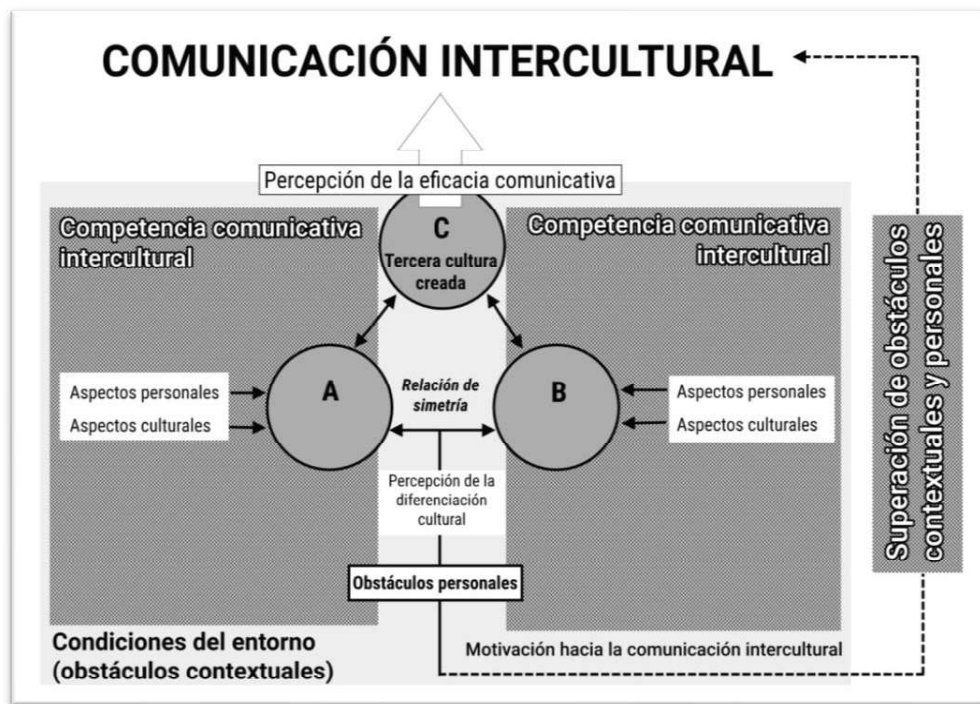 COMUNICACIÓN INTERCULTURAL
Percepción de la eficacia comunicativa
Competencia comunicativa
intercultural
C
Tercera cultura
creada
Competencia comunicativa
intercultural
A
Relación de
simetría
B
Aspectos personales
Aspectos culturales
Aspectos personales
Aspectos culturales
Percepción de la
diferenciación
cultural
Obstáculos personales
Condiciones del entorno
(obstáculos contextuales)
Motivación hacia la comunicación intercultural
Superación de obstáculos
contextuales y personales